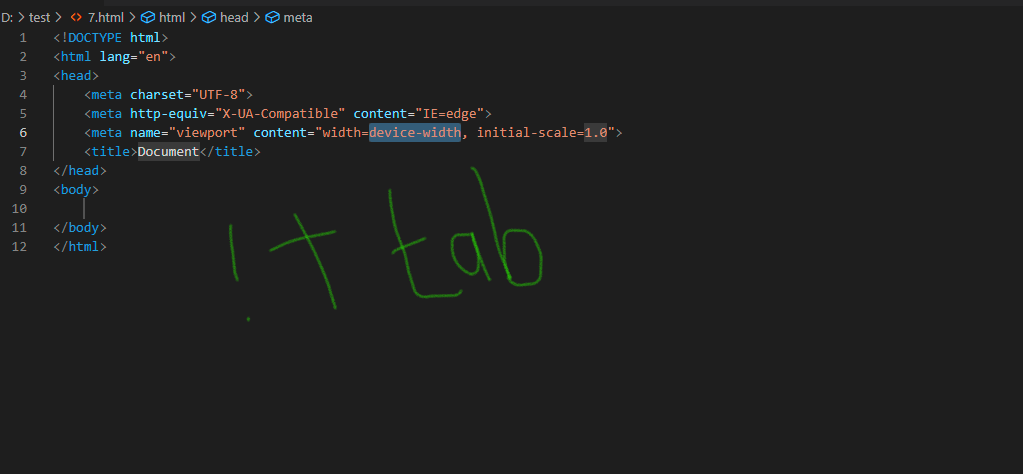 D: > test > 7.html > html > head > meta
1 <!DOCTYPE html>
2 <html lang="en">
3 <head>
4 <meta charset="UTF-8">
5 <meta http-equiv="X-UA-Compatible" content="IE=edge">
6 <meta name="viewport" content="width=device-width, initial-scale=1.0">
7 <title>Document</title>
8 </head>
9 <body>
10
11 </body>
12 </html>
! + tab